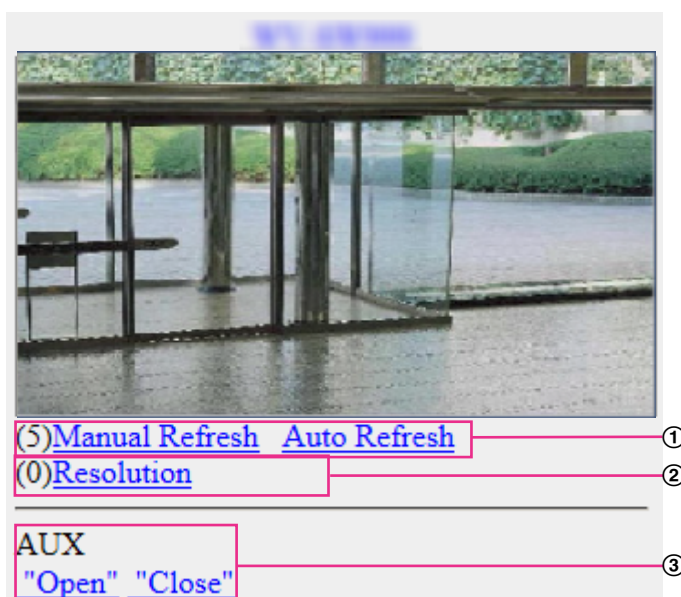 (5)Manual Refresh Auto Refresh
①
(0)Resolution
②
AUX
"Open" "Close"
③